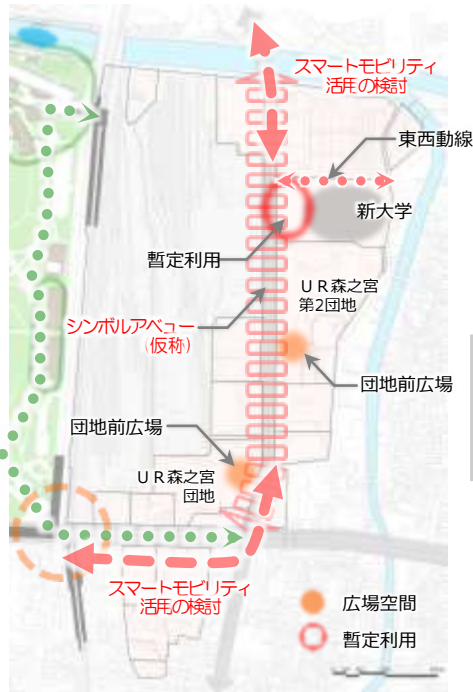 スマートモビリティ
活用の検討
東西動線
新大学
暫定利用
ＵＲ森之宮
第2団地
シンボルアベニュー
(仮称)
団地前広場
団地前広場
ＵＲ森之宮
団地
スマートモビリティ
活用の検討
広場空間
暫定利用